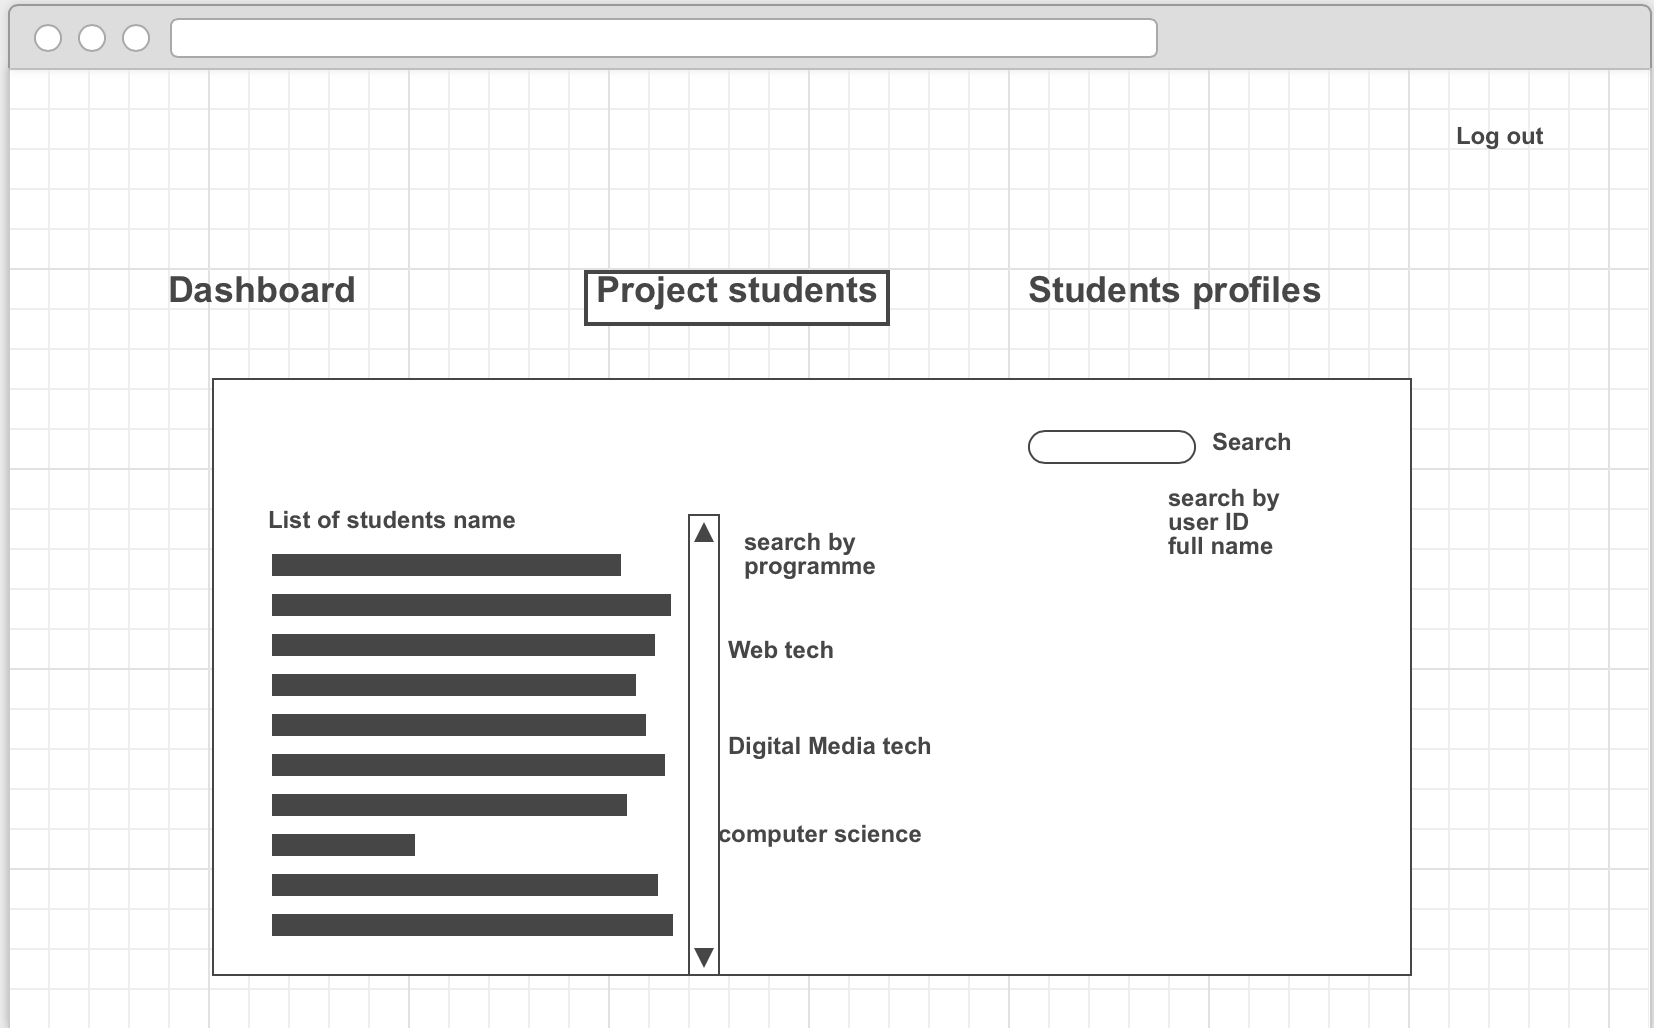 Log out
Dashboard
Project students
Students profiles
Search
search by
user ID
full name
List of students name
search by
programme
Web tech
Digital Media tech
computer science